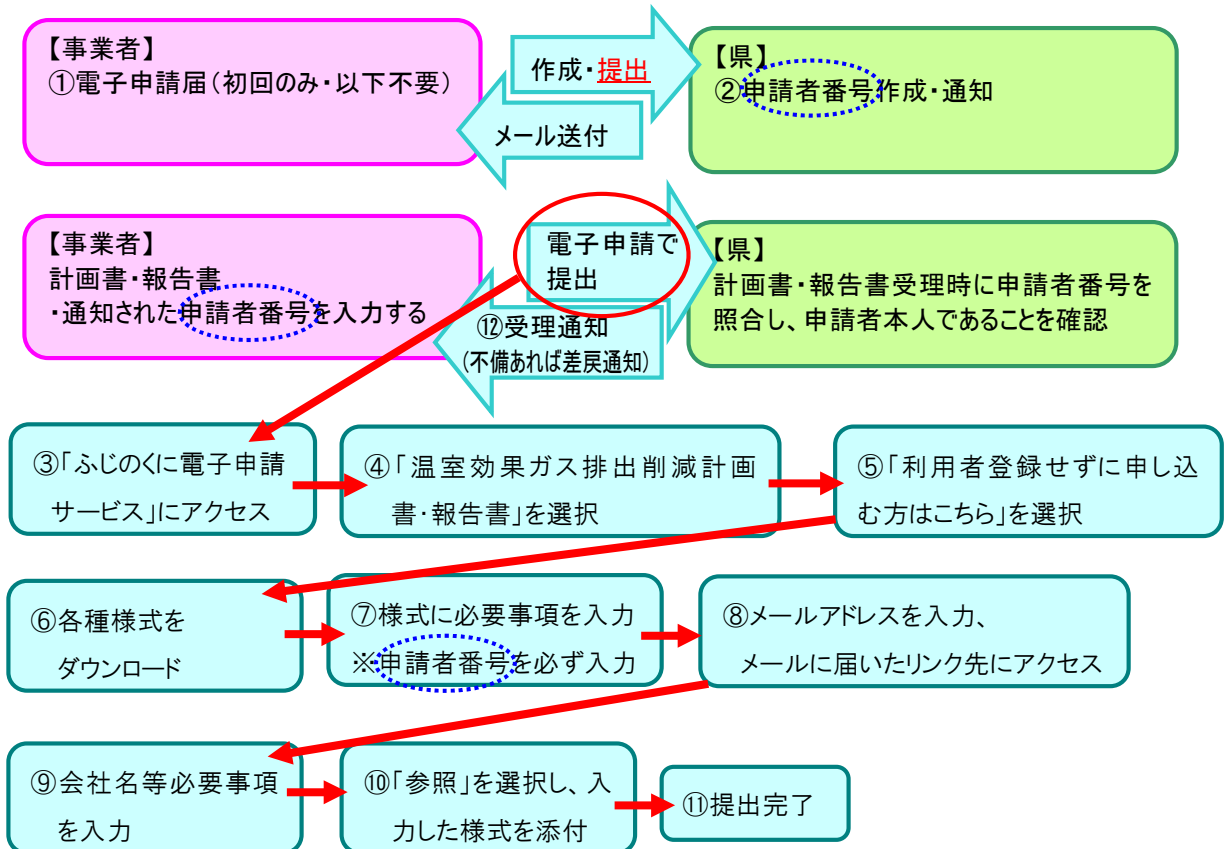 【事業者】
①電子申請届(初回のみ・以下不要)
作成・提出
メール送付
【県】
②申請者番号作成・通知
【事業者】
計画書・報告書
・通知された申請者番号を入力する
電子申請で
提出
⑫受理通知
(不備あれば差戻通知)
【県】
計画書・報告書受理時に申請者番号を
照合し、申請者本人であることを確認
③「ふじのくに電子申請
サービス」にアクセス
④「温室効果ガス排出削減計画
書・報告書」を選択
⑤「利用者登録せずに申し込
む方はこちら」を選択
⑥各種様式を
ダウンロード
⑦様式に必要事項を入力
※申請者番号を必ず入力
⑧メールアドレスを入力、
メールに届いたリンク先にアクセス
⑨会社名等必要事項
を入力
⑩「参照」を選択し、入
力した様式を添付
⑪提出完了